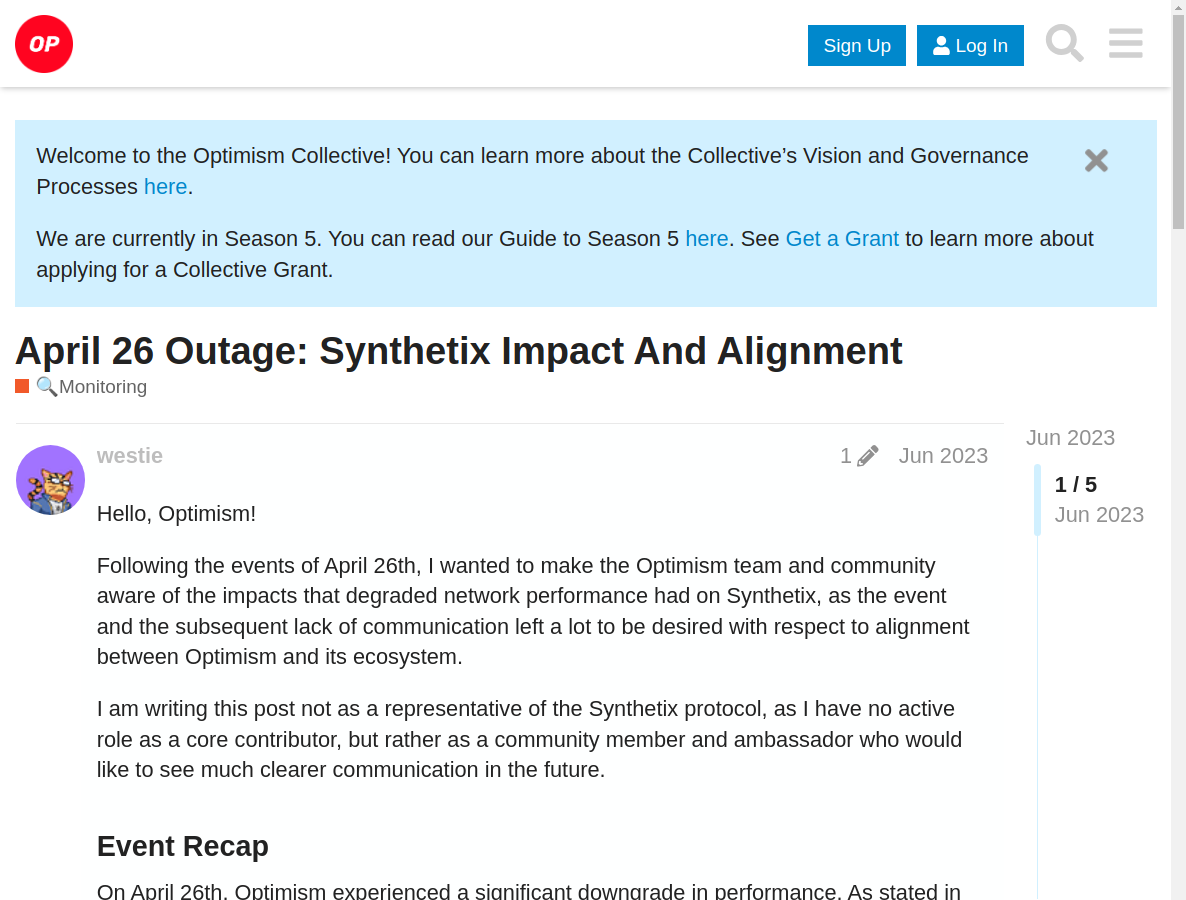 OP
Sign Up
Log In
Welcome to the Optimism Collective! You can learn more about the Collective’s Vision and Governance
Processes here.
We are currently in Season 5. You can read our Guide to Season 5 here. See Get a Grant to learn more about
applying for a Collective Grant.
April 26 Outage: Synthetix Impact And Alignment
🔍Monitoring
westie
1
Jun 2023
Jun 2023
1 / 5
Jun 2023
Hello, Optimism!
Following the events of April 26th, I wanted to make the Optimism team and community
aware of the impacts that degraded network performance had on Synthetix, as the event
and the subsequent lack of communication left a lot to be desired with respect to alignment
between Optimism and its ecosystem.
I am writing this post not as a representative of the Synthetix protocol, as I have no active
role as a core contributor, but rather as a community member and ambassador who would
like to see much clearer communication in the future.
Event Recap
On April 26th, Optimism experienced a significant downgrade in performance. As stated in